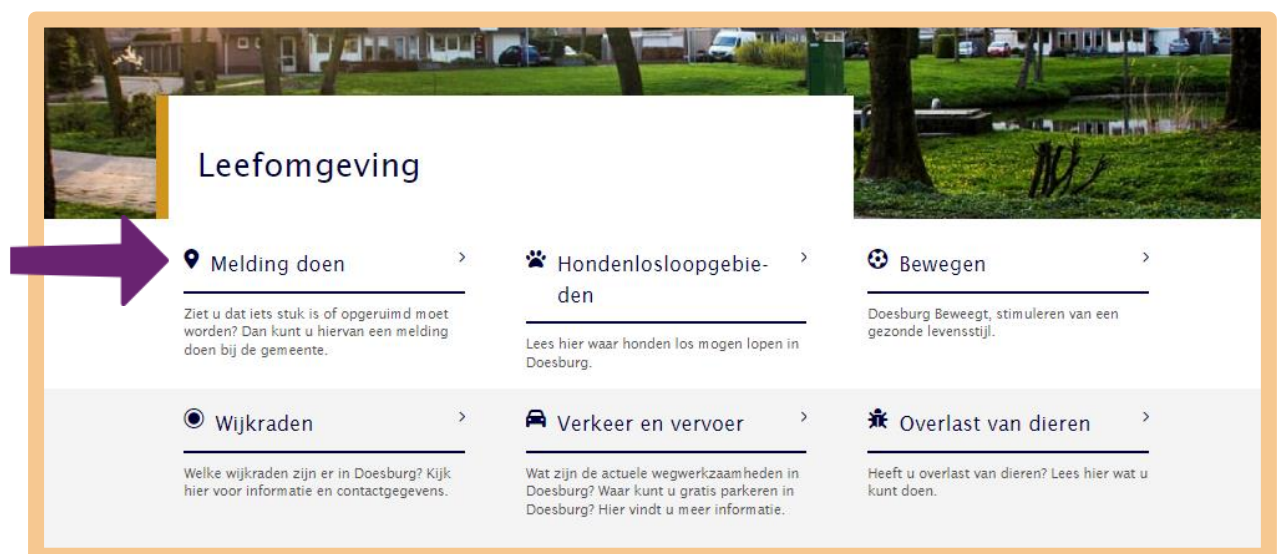 Leefomgeving
Melding doen
Ziet u dat iets stuk is of opgeruimd moet
worden? Dan kunt u hiervan een melding
doen bij de gemeente.
Hondenlosloopgebie-
den
Lees hier waar honden los mogen lopen in
Doesburg.
Bewegen
Doesburg Beweegt, stimuleren van een
gezonde levensstijl.
Wijkraden
Welke wijkraden zijn er in Doesburg? Kijk
hier voor informatie en contactgegevens.
Verkeer en vervoer
Wat zijn de actuele wegwerkzaamheden in
Doesburg? Waar kunt u gratis parkeren in
Doesburg? Hier vindt u meer informatie.
Overlast van dieren
Heeft u overlast van dieren? Lees hier wat u
kunt doen.